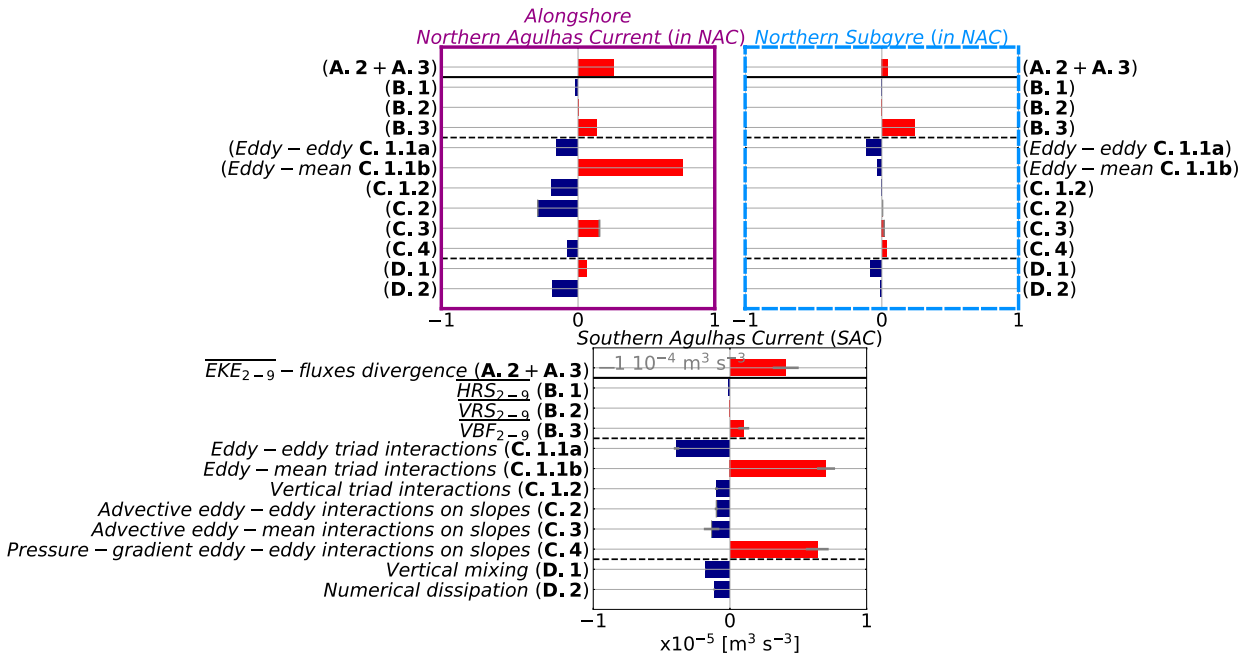 Alongshore
Northern Agulhas Current (in NAC)
Northern Subgyre (in NAC)
(A. 2 + A. 3)
(B. 1)
(B. 2)
(B. 3)
(Eddy − eddy C. 1.1a)
(Eddy − mean C. 1.1b)
(C. 1.2)
(C. 2)
(C. 3)
(C. 4)
(D. 1)
(D. 2)
−1 0 1
(A. 2 + A. 3)
(B. 1)
(B. 2)
(B. 3)
(Eddy − eddy C. 1.1a)
(Eddy − mean C. 1.1b)
(C. 1.2)
(C. 2)
(C. 3)
(C. 4)
(D. 1)
(D. 2)
−1 0 1
Southern Agulhas Current (SAC)
—1 10⁻⁴ m³ s⁻³
EKE₂₋₉ − fluxes divergence (A. 2 + A. 3)
HRS₂₋₉ (B. 1)
VRS₂₋₉ (B. 2)
VBF₂₋₉ (B. 3)
Eddy − eddy triad interactions (C. 1.1a)
Eddy − mean triad interactions (C. 1.1b)
Vertical triad interactions (C. 1.2)
Advective eddy − eddy interactions on slopes (C. 2)
Advective eddy − mean interactions on slopes (C. 3)
Pressure − gradient eddy − eddy interactions on slopes (C. 4)
Vertical mixing (D. 1)
Numerical dissipation (D. 2)
−1 0 1
x10⁻⁵ [m³ s⁻³]